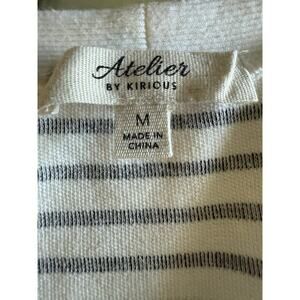 Atelier
BY KIRIOUS
M
MADE IN
CHINA